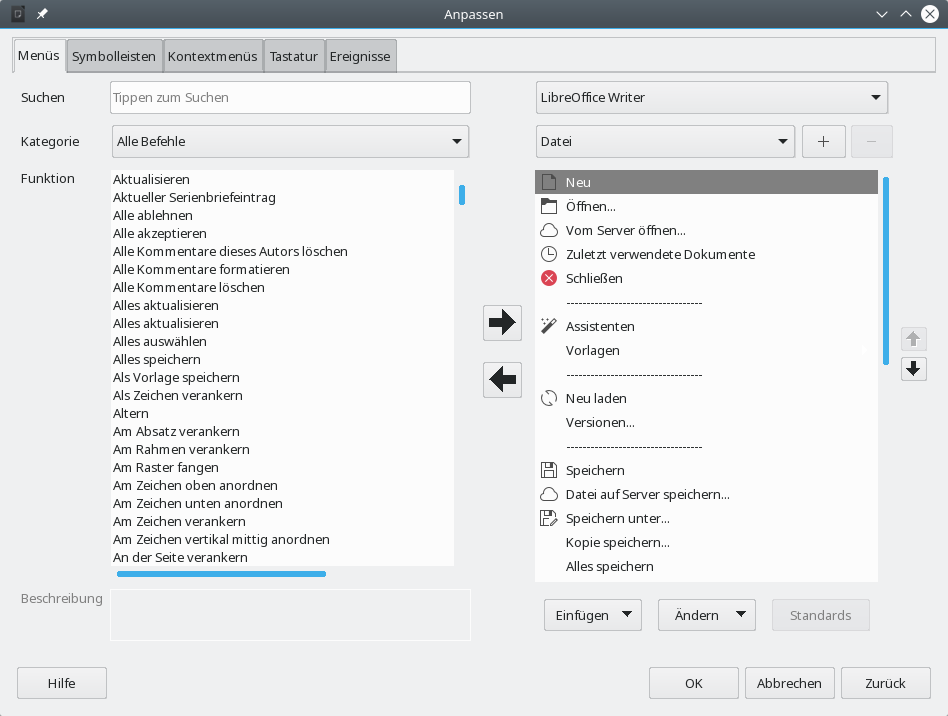 Anpassen
Menüs Symbolleisten Kontextmenüs Tastatur Ereignisse
Suchen Tippen zum Suchen LibreOffice Writer
Kategorie Alle Befehle Datei + −
Funktion
Aktualisieren
Aktueller Serienbriefeintrag
Alle ablehnen
Alle akzeptieren
Alle Kommentare dieses Autors löschen
Alle Kommentare formatieren
Alle Kommentare löschen
Alles aktualisieren
Alles aktualisieren
Alles auswählen
Alles speichern
Als Vorlage speichern
Als Zeichen verankern
Altern
Am Absatz verankern
Am Rahmen verankern
Am Raster fangen
Am Zeichen oben anordnen
Am Zeichen unten anordnen
Am Zeichen verankern
Am Zeichen vertikal mittig anordnen
An der Seite verankern
Neu
Öffnen...
Vom Server öffnen...
Zuletzt verwendete Dokumente
Schließen
----------------------------------
Assistenten
Vorlagen
----------------------------------
Neu laden
Versionen...
----------------------------------
Speichern
Datei auf Server speichern...
Speichern unter...
Kopie speichern...
Alles speichern
Beschreibung
Einfügen Ändern Standards
Hilfe OK Abbrechen Zurück